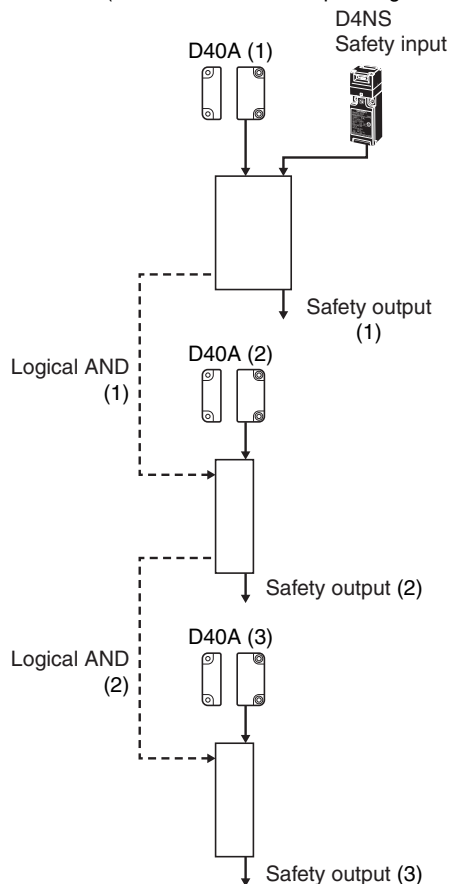 D4NS
Safety input
D40A (1)
Safety output
(1)
D40A (2)
Logical AND
(1)
Safety output (2)
D40A (3)
Logical AND
(2)
Safety output (3)